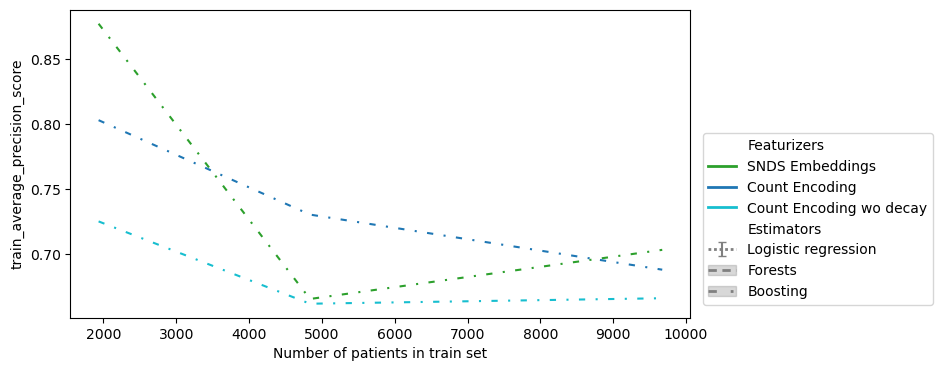 0.85
0.80
0.75
0.70
train_average_precision_score
2000 3000 4000 5000 6000 7000 8000 9000 10000
Number of patients in train set
Featurizers
SNDS Embeddings
Count Encoding
Count Encoding wo decay
Estimators
Logistic regression
Forests
Boosting